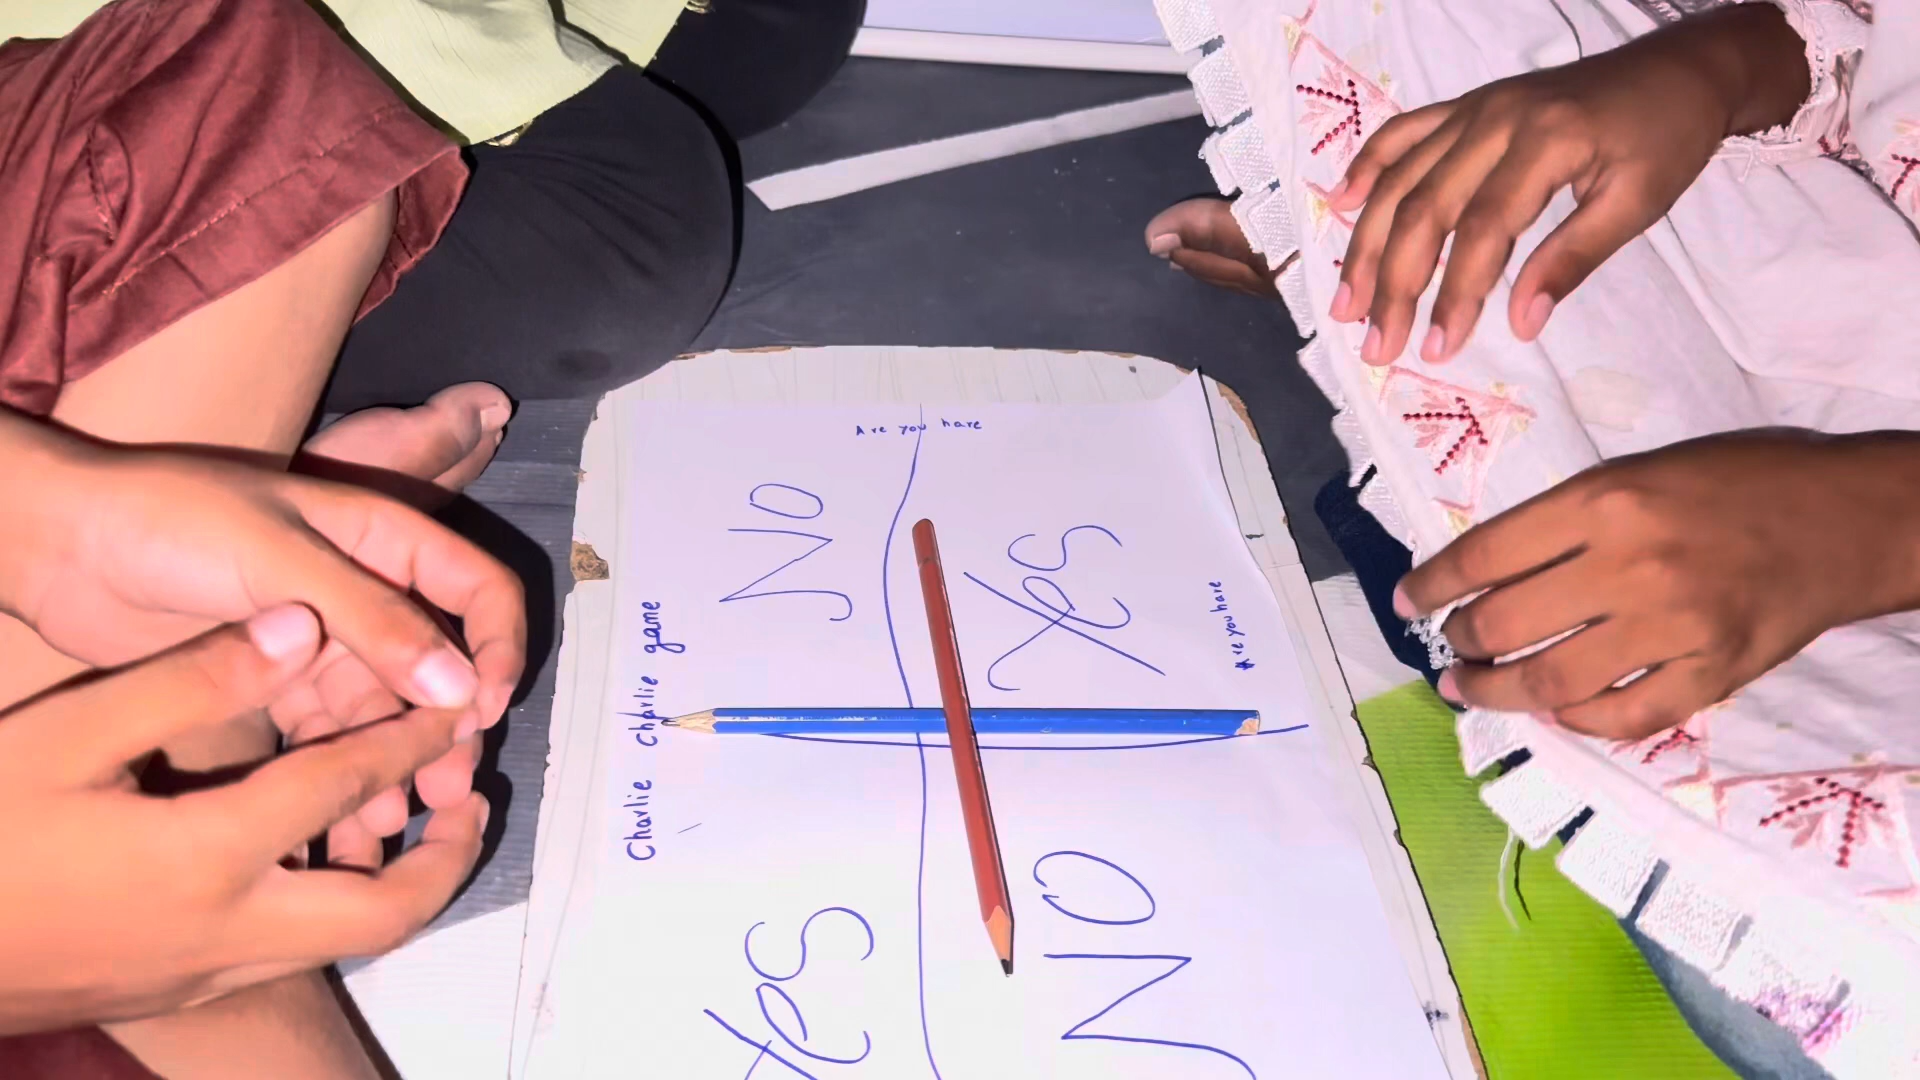 Charlie charlie game
Yes NO
Are you hare
NO Yes
Are you hare